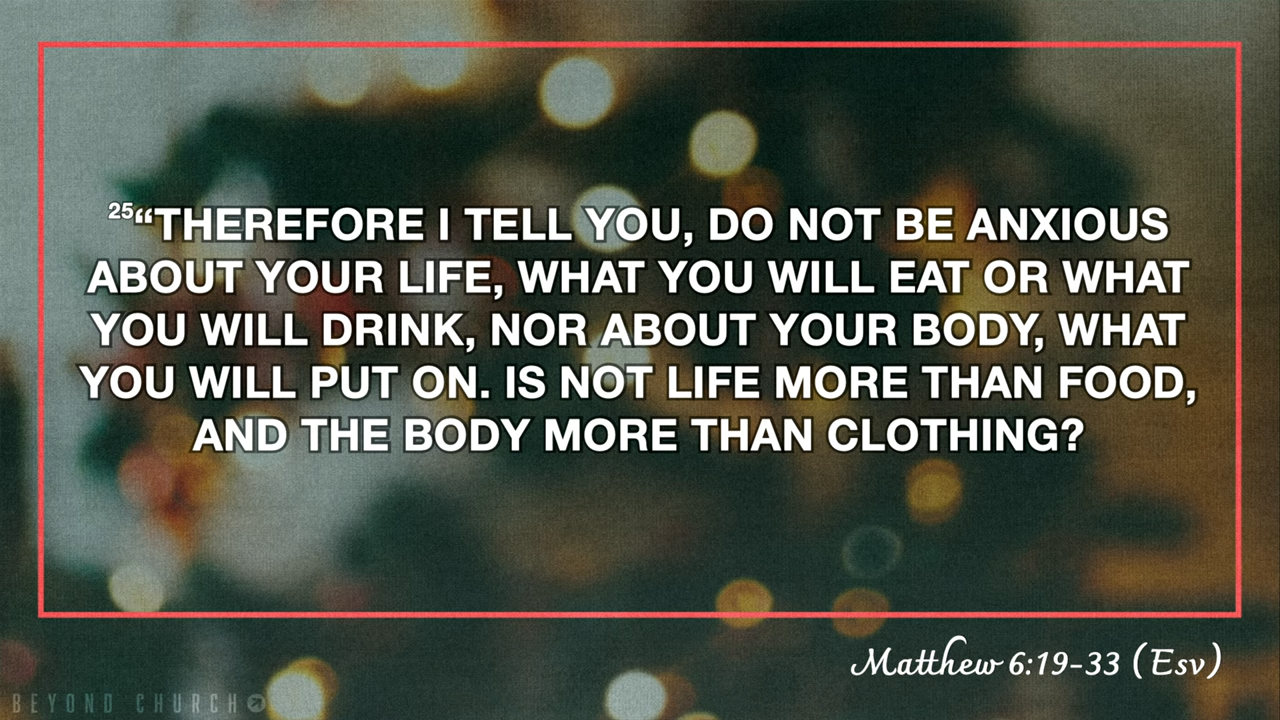 25“THEREFORE I TELL YOU, DO NOT BE ANXIOUS
ABOUT YOUR LIFE, WHAT YOU WILL EAT OR WHAT
YOU WILL DRINK, NOR ABOUT YOUR BODY, WHAT
YOU WILL PUT ON. IS NOT LIFE MORE THAN FOOD,
AND THE BODY MORE THAN CLOTHING?
Matthew 6:19-33 (Esv)
BEYOND CHURCH